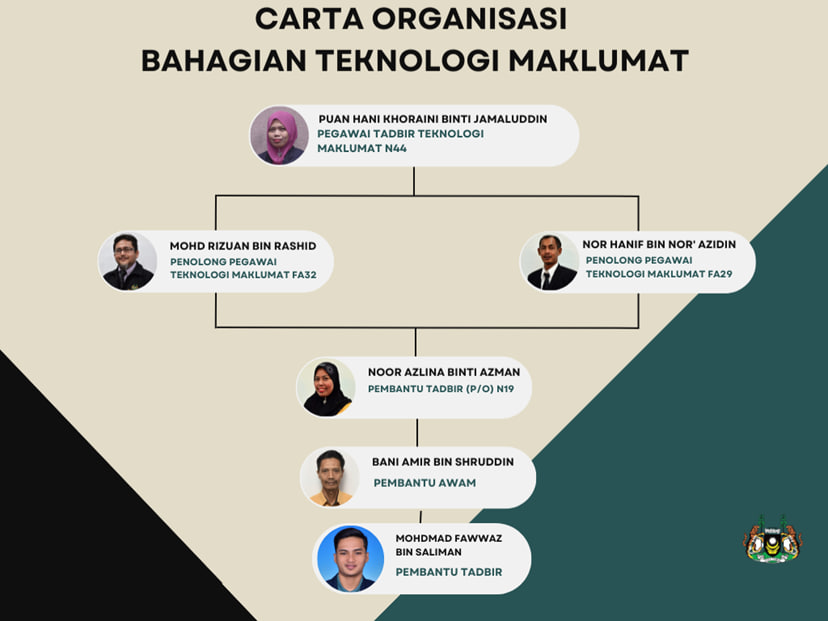 CARTA ORGANISASI
BAHAGIAN TEKNOLOGI MAKLUMAT
PUAN HANI KHORAINI BINTI JAMALUDDIN
PEGAWAI TADBIR TEKNOLOGI
MAKLUMAT N44
MOHD RIZUAN BIN RASHID
PENOLONG PEGAWAI
TEKNOLOGI MAKLUMAT FA32
NOR HANIF BIN NOR' AZIDIN
PENOLONG PEGAWAI
TEKNOLOGI MAKLUMAT FA29
NOOR AZLINA BINTI AZMAN
PEMBANTU TADBIR (P/O) N19
BANI AMIR BIN SHRUDDIN
PEMBANTU AWAM
MOHDMAD FAWWAZ
BIN SALIMAN
PEMBANTU TADBIR